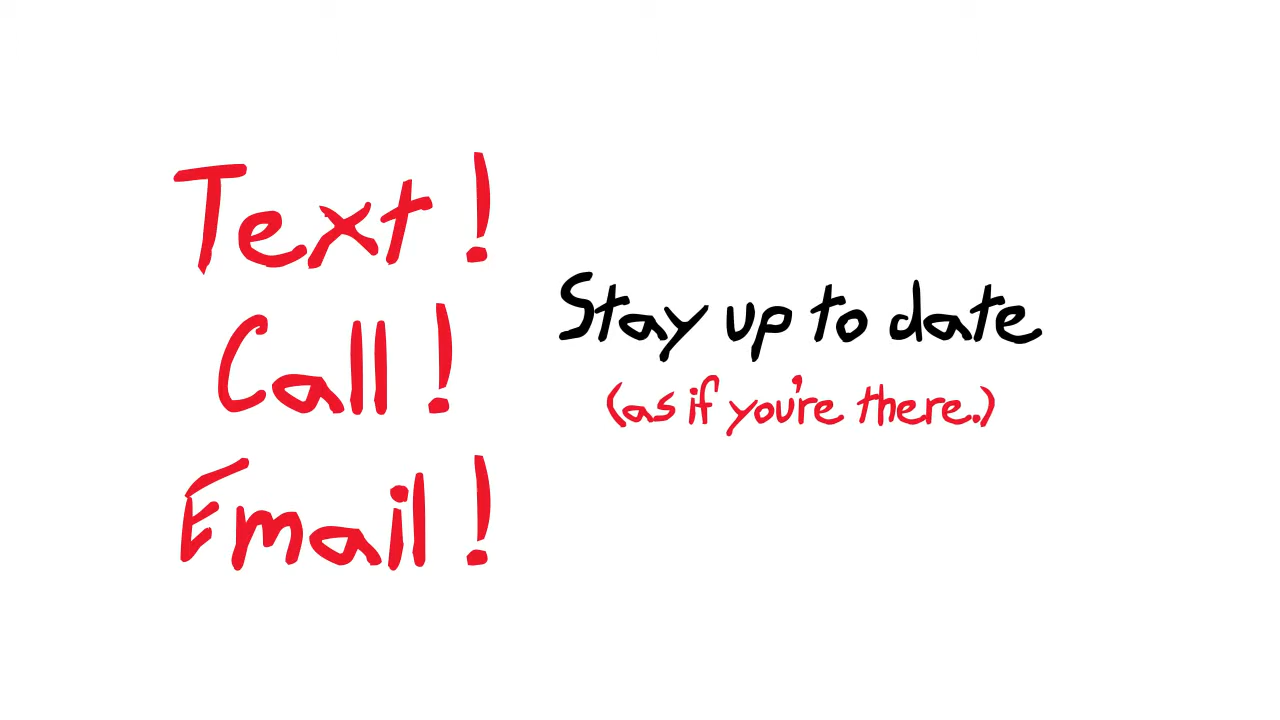 Text!
Call!
Email!
Stay up to date
(as if you're there.)